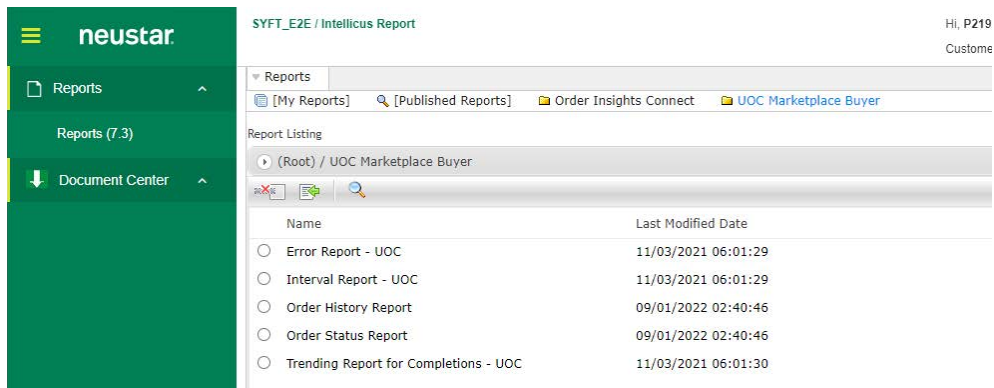 neustar
SYFT_E2E / Intellicus Report
Hi, P219
Custome
Reports
Reports (7.3)
Document Center
Reports
[My Reports] [Published Reports] Order Insights Connect UOC Marketplace Buyer
Report Listing
(Root) / UOC Marketplace Buyer
Name Last Modified Date
Error Report - UOC 11/03/2021 06:01:29
Interval Report - UOC 11/03/2021 06:01:29
Order History Report 09/01/2022 02:40:46
Order Status Report 09/01/2022 02:40:46
Trending Report for Completions - UOC 11/03/2021 06:01:30